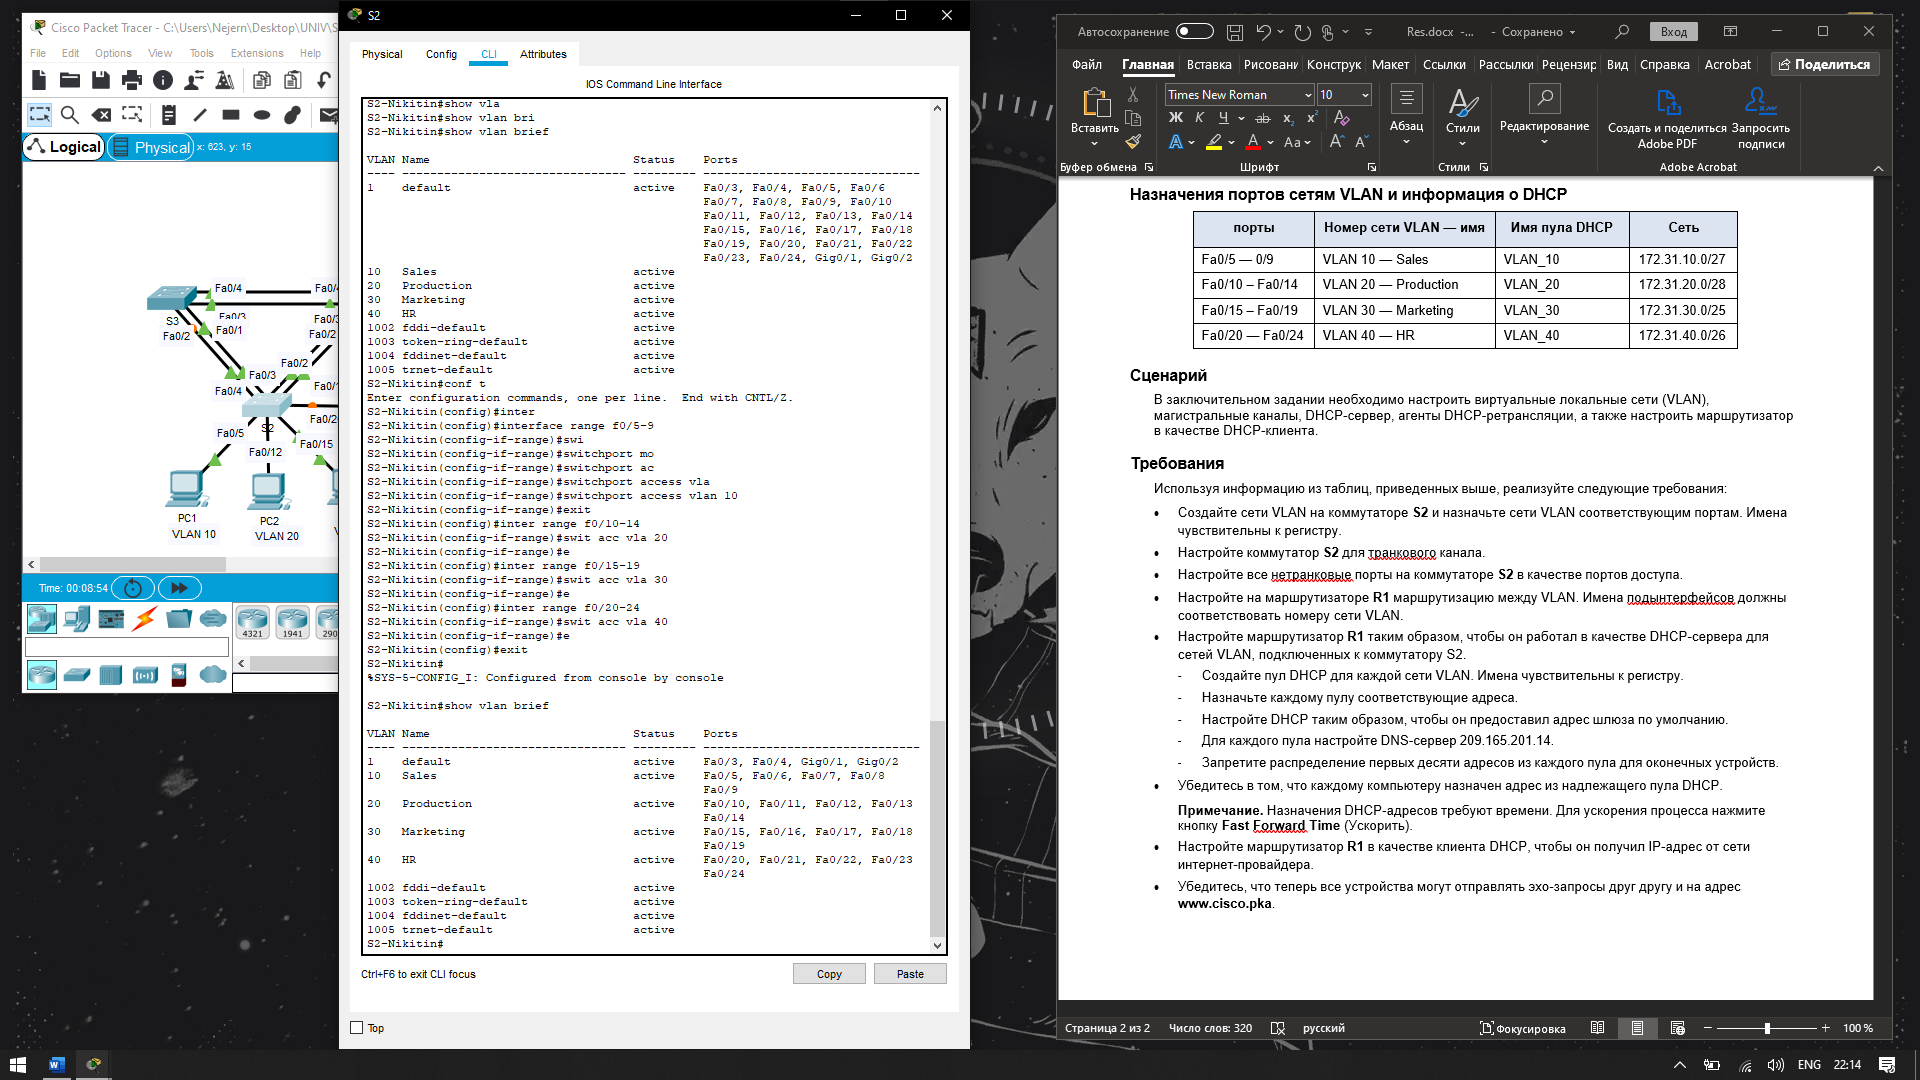 Cisco Packet Tracer - C:\Users\Nejern\Desktop\UNIV\S
File Edit Options View Tools Extensions Help
Logical
Physical
x: 623, y: 15
Fa0/4
Fa0/3
S3
Fa0/2
Fa0/1
Fa0/2
Fa0/2
Fa0/3
Fa0/4
S2
Fa0/5
Fa0/12
Fa0/15
PC1
VLAN 10
PC2
VLAN 20
Time: 00:08:54
4321
1941
290
S2
Physical Config CLI Attributes
IOS Command Line Interface
S2-Nikitin#show vla
S2-Nikitin#show vlan bri
S2-Nikitin#show vlan brief
VLAN Name Status Ports
---- -------------------------------- --------- -------------------------------
1 default active Fa0/3, Fa0/4, Fa0/5, Fa0/6
Fa0/7, Fa0/8, Fa0/9, Fa0/10
Fa0/11, Fa0/12, Fa0/13, Fa0/14
Fa0/15, Fa0/16, Fa0/17, Fa0/18
Fa0/19, Fa0/20, Fa0/21, Fa0/22
Fa0/23, Fa0/24, Gig0/1, Gig0/2
10 Sales active
20 Production active
30 Marketing active
40 HR active
1002 fddi-default active
1003 token-ring-default active
1004 fddinet-default active
1005 trnet-default active
S2-Nikitin#conf t
Enter configuration commands, one per line. End with CNTL/Z.
S2-Nikitin(config)#inter
S2-Nikitin(config)#interface range f0/5-9
S2-Nikitin(config-if-range)#swi
S2-Nikitin(config-if-range)#switchport mo
S2-Nikitin(config-if-range)#switchport ac
S2-Nikitin(config-if-range)#switchport access vla
S2-Nikitin(config-if-range)#switchport access vlan 10
S2-Nikitin(config-if-range)#exit
S2-Nikitin(config)#inter range f0/10-14
S2-Nikitin(config-if-range)#swit acc vla 20
S2-Nikitin(config-if-range)#e
S2-Nikitin(config)#inter range f0/15-19
S2-Nikitin(config-if-range)#swit acc vla 30
S2-Nikitin(config-if-range)#e
S2-Nikitin(config)#inter range f0/20-24
S2-Nikitin(config-if-range)#swit acc vla 40
S2-Nikitin(config-if-range)#e
S2-Nikitin(config)#exit
S2-Nikitin#
%SYS-5-CONFIG_I: Configured from console by console
S2-Nikitin#show vlan brief
VLAN Name Status Ports
---- -------------------------------- --------- -------------------------------
1 default active Fa0/3, Fa0/4, Gig0/1, Gig0/2
10 Sales active Fa0/5, Fa0/6, Fa0/7, Fa0/8
Fa0/9
20 Production active Fa0/10, Fa0/11, Fa0/12, Fa0/13
Fa0/14
30 Marketing active Fa0/15, Fa0/16, Fa0/17, Fa0/18
Fa0/19
40 HR active Fa0/20, Fa0/21, Fa0/22, Fa0/23
Fa0/24
1002 fddi-default active
1003 token-ring-default active
1004 fddinet-default active
1005 trnet-default active
S2-Nikitin#
Ctrl+F6 to exit CLI focus
Copy
Paste
Top
Автосохранение
Res.docx -... - Сохранено
Вход
Файл Главная Вставка Рисовани Конструк Макет Ссылки Рассылки Рецензир Вид Справка Acrobat Поделиться
Times New Roman 10
Вставить
Ж К Ч ab x₂ x²
Абзац
Стили
Редактирование
Создать и поделиться Adobe PDF
Запросить подписи
Буфер обмена
Шрифт
Стили
Adobe Acrobat
Назначения портов сетям VLAN и информация о DHCP
порты Номер сети VLAN — имя Имя пула DHCP Сеть
Fa0/5 — 0/9 VLAN 10 — Sales VLAN_10 172.31.10.0/27
Fa0/10 – Fa0/14 VLAN 20 — Production VLAN_20 172.31.20.0/28
Fa0/15 – Fa0/19 VLAN 30 — Marketing VLAN_30 172.31.30.0/25
Fa0/20 — Fa0/24 VLAN 40 — HR VLAN_40 172.31.40.0/26
Сценарий
В заключительном задании необходимо настроить виртуальные локальные сети (VLAN),
магистральные каналы, DHCP-сервер, агенты DHCP-ретрансляции, а также настроить маршрутизатор
в качестве DHCP-клиента.
Требования
Используя информацию из таблиц, приведенных выше, реализуйте следующие требования:
• Создайте сети VLAN на коммутаторе S2 и назначьте сети VLAN соответствующим портам. Имена
чувствительны к регистру.
• Настройте коммутатор S2 для транкового канала.
• Настройте все нетранковые порты на коммутаторе S2 в качестве портов доступа.
• Настройте на маршрутизаторе R1 маршрутизацию между VLAN. Имена подынтерфейсов должны
соответствовать номеру сети VLAN.
• Настройте маршрутизатор R1 таким образом, чтобы он работал в качестве DHCP-сервера для
сетей VLAN, подключенных к коммутатору S2.
- Создайте пул DHCP для каждой сети VLAN. Имена чувствительны к регистру.
- Назначьте каждому пулу соответствующие адреса.
- Настройте DHCP таким образом, чтобы он предоставил адрес шлюза по умолчанию.
- Для каждого пула настройте DNS-сервер 209.165.201.14.
- Запретите распределение первых десяти адресов из каждого пула для оконечных устройств.
• Убедитесь в том, что каждому компьютеру назначен адрес из надлежащего пула DHCP.
Примечание. Назначения DHCP-адресов требуют времени. Для ускорения процесса нажмите
кнопку Fast Forward Time (Ускорить).
• Настройте маршрутизатор R1 в качестве клиента DHCP, чтобы он получил IP-адрес от сети
интернет-провайдера.
• Убедитесь, что теперь все устройства могут отправлять эхо-запросы друг другу и на адрес
www.cisco.pka.
Страница 2 из 2 Число слов: 320 русский Фокусировка 100 %
ENG 22:14